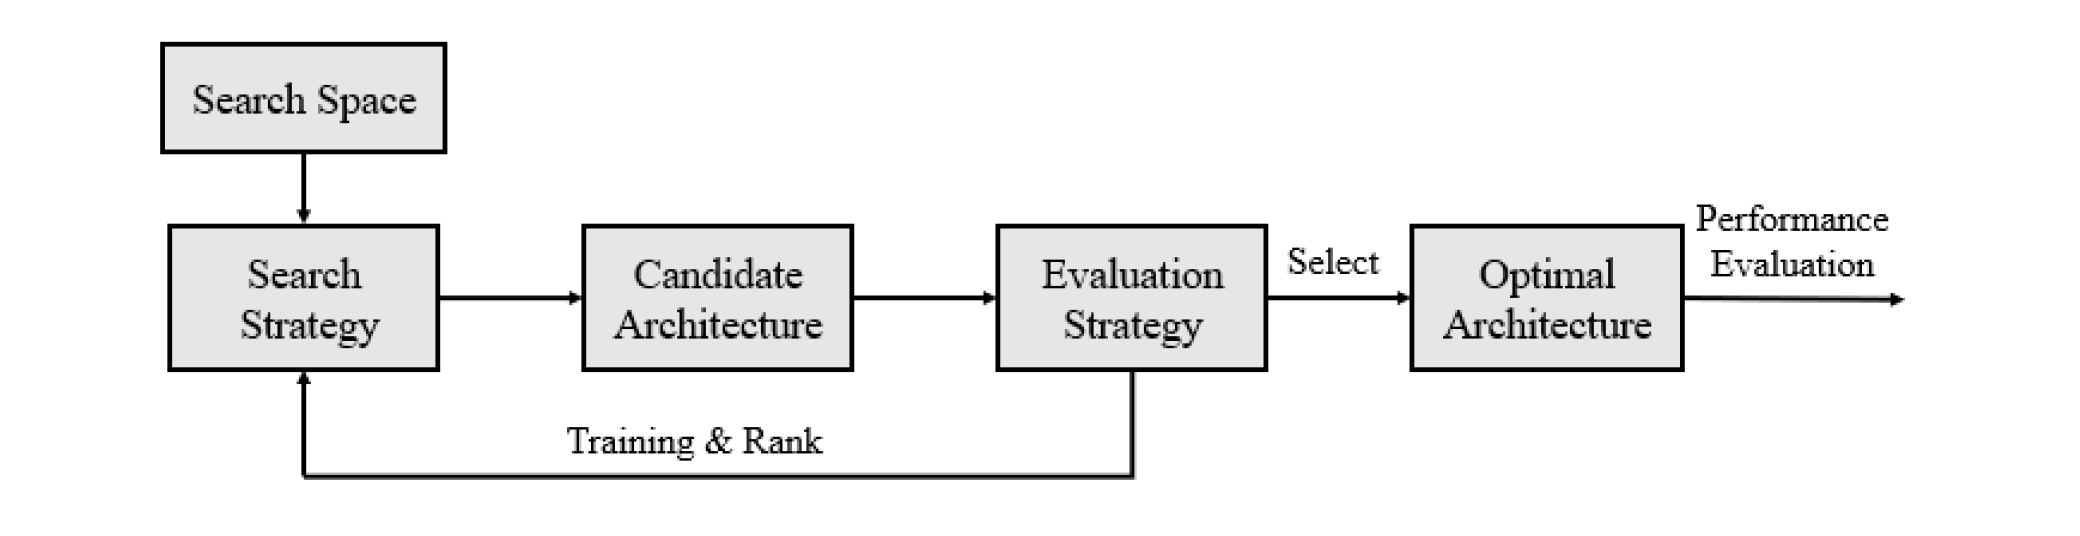 Search Space
Search
Strategy
Candidate
Architecture
Evaluation
Strategy
Select
Optimal
Architecture
Performance
Evaluation
Training & Rank